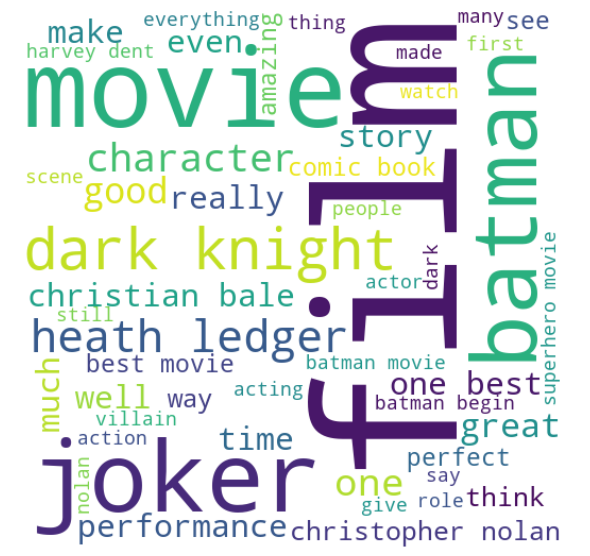 everything
thing
many
see
make
even
amazing
harvey dent
made
first
movie
film
batman
watch
story
character
comic book
scene
good
really
people
dark knight
dark
superhero movie
christian bale
actor
still
heath ledger
best movie
batman movie
much
well
way
acting
one best
batman begin
villain
great
action
time
joker
nolan
perfect
one
say
give
role
think
performance
christopher nolan